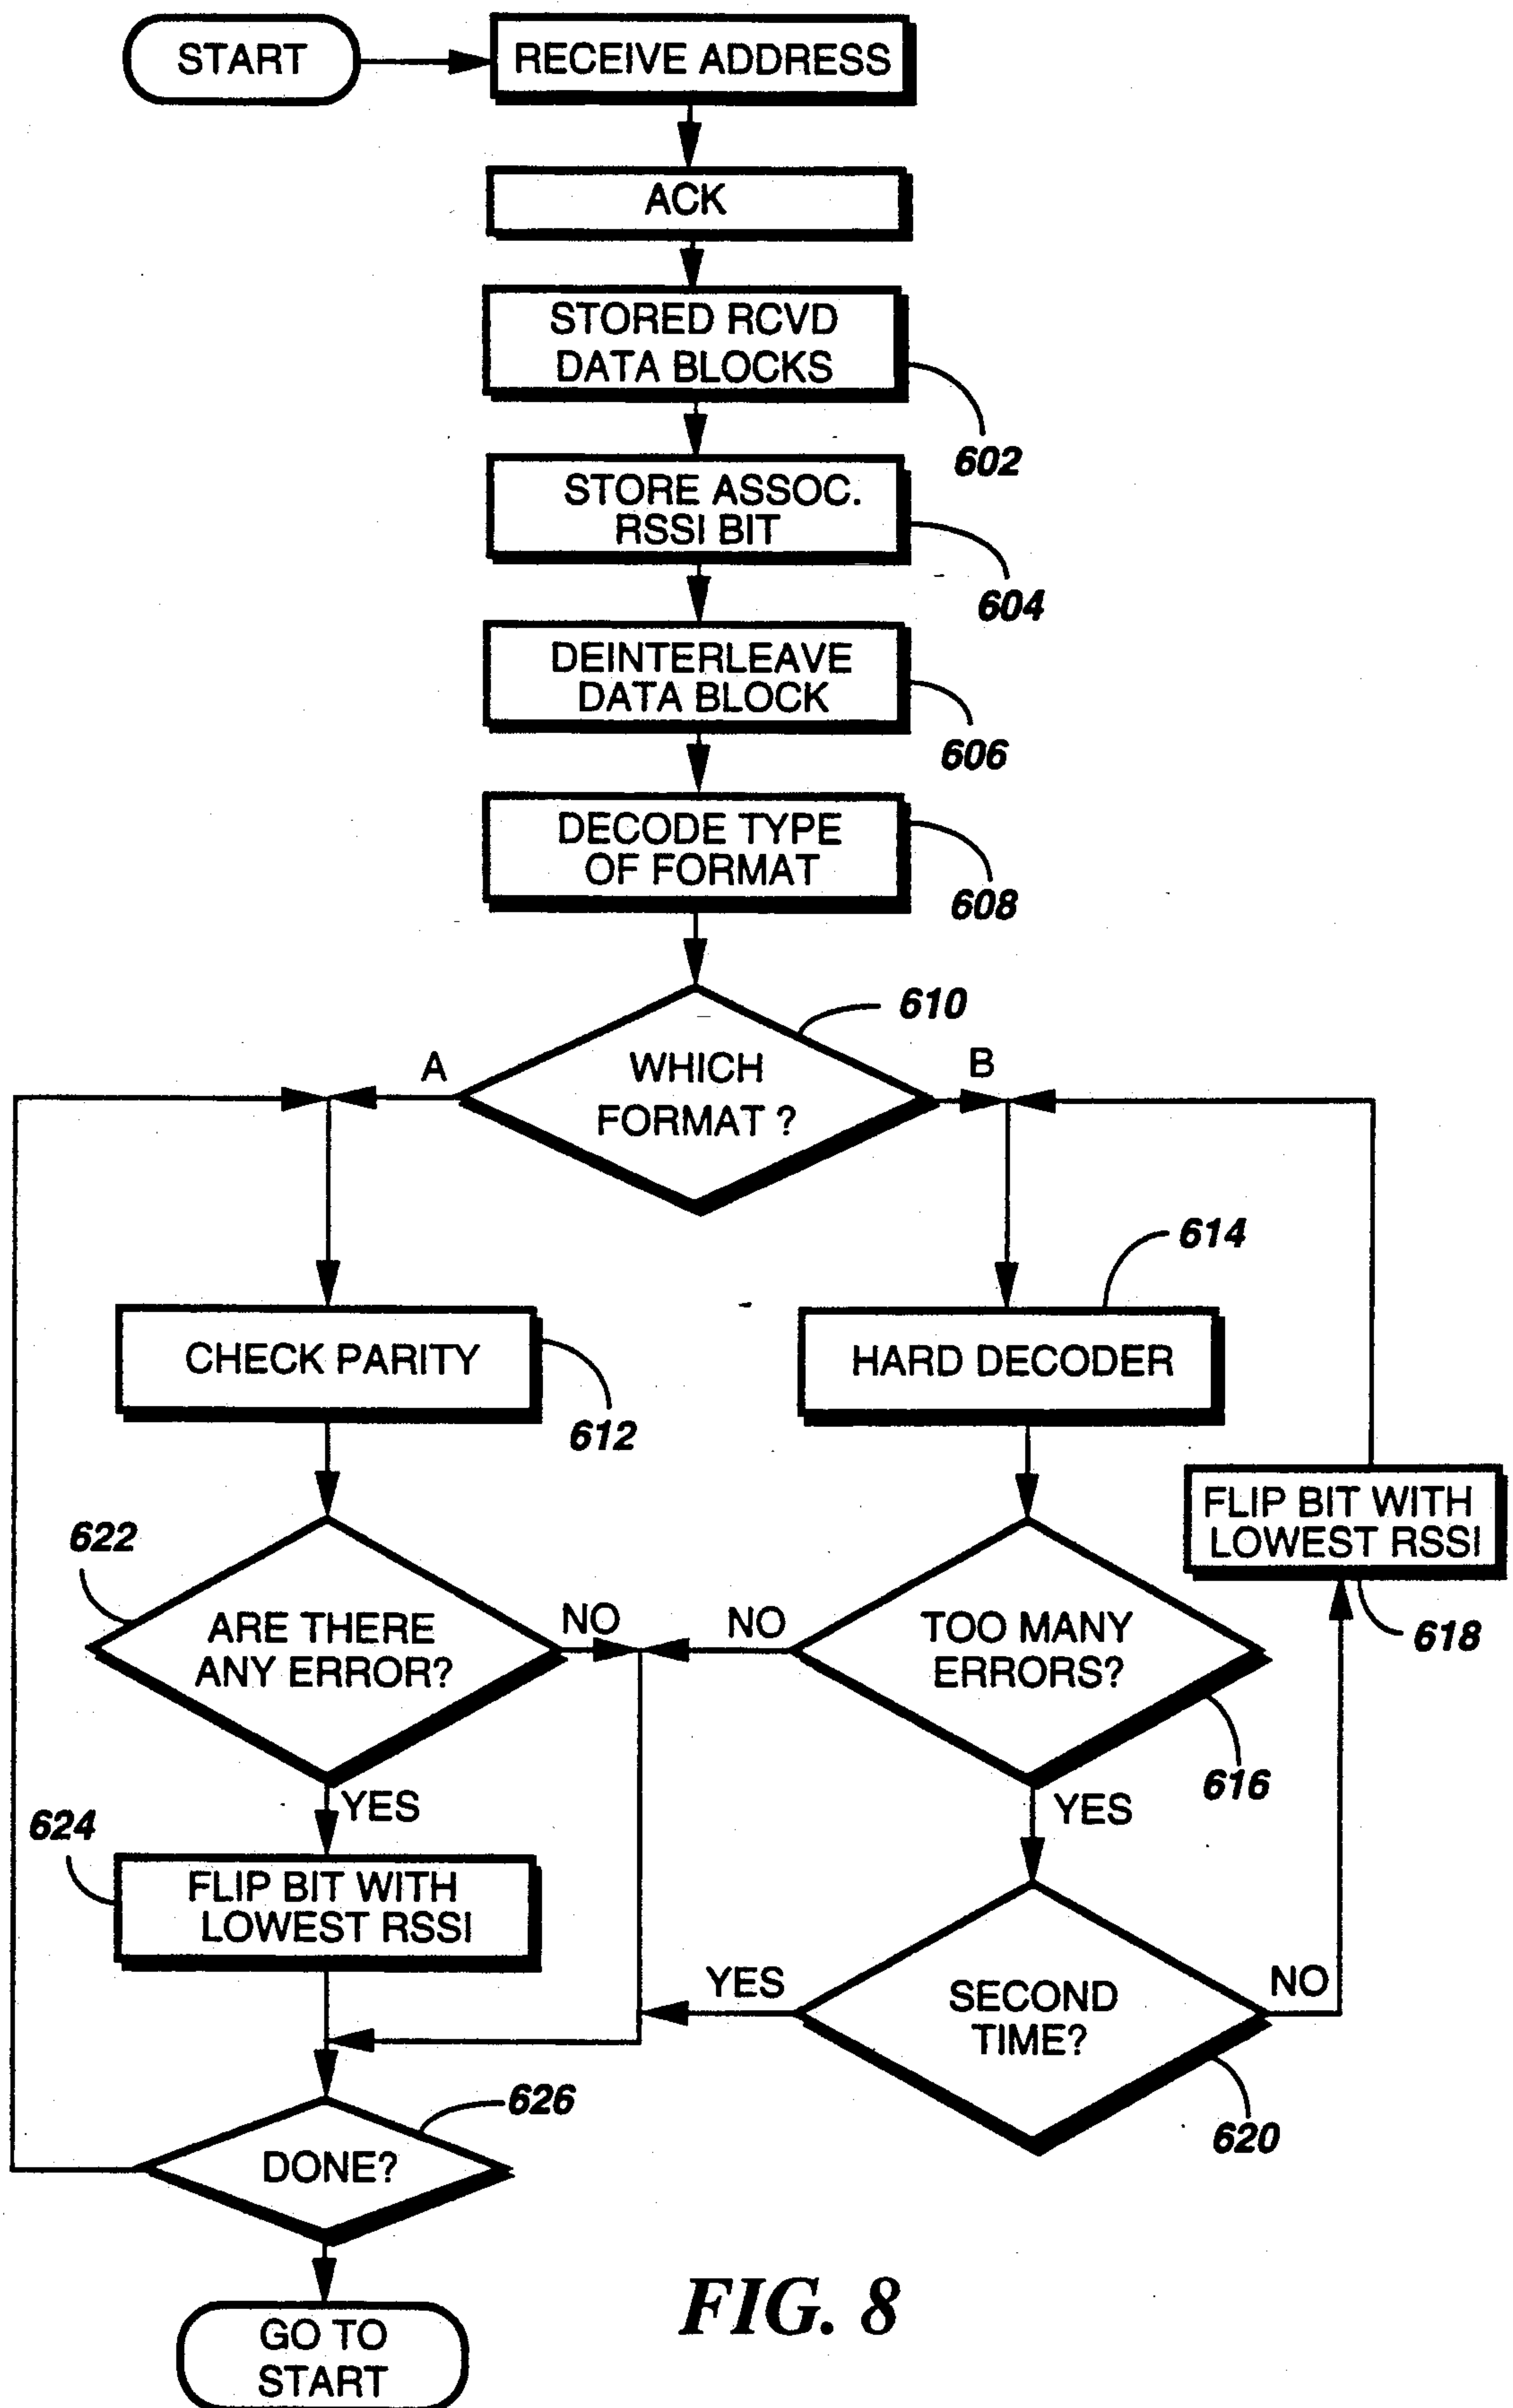 START
RECEIVE ADDRESS
ACK
STORED RCVD
DATA BLOCKS
602
STORE ASSOC.
RSSI BIT
604
DEINTERLEAVE
DATA BLOCK
606
DECODE TYPE
OF FORMAT
608
610
A
WHICH
FORMAT ?
B
614
CHECK PARITY
612
HARD DECODER
FLIP BIT WITH
LOWEST RSSI
618
622
ARE THERE
ANY ERROR?
NO
NO
TOO MANY
ERRORS?
616
YES
YES
624
FLIP BIT WITH
LOWEST RSSI
YES
SECOND
TIME?
NO
620
626
DONE?
GO TO
START
FIG. 8